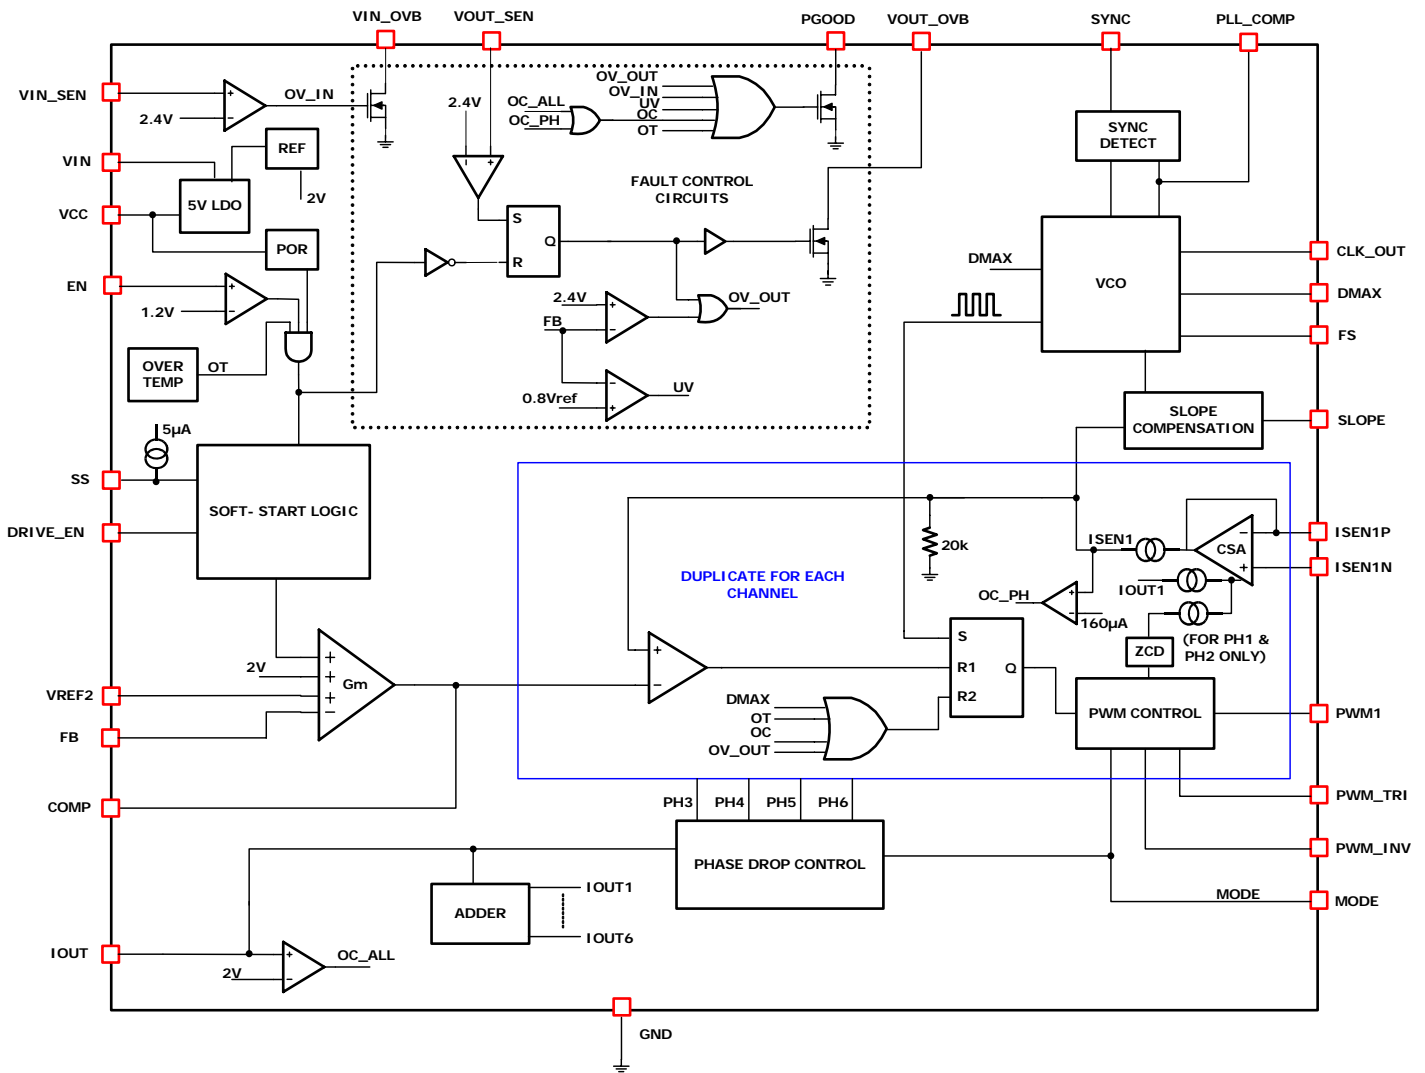 VIN_OVB
VOUT_SEN
PGOOD
VOUT_OVB
SYNC
PLL_COMP
VIN_SEN
+
−
2.4V
OV_IN
VIN
REF
2V
5V LDO
VCC
POR
EN
+
−
1.2V
OVER
TEMP
OT
2.4V
−
+
OC_ALL
OC_PH
OV_OUT
OV_IN
UV
OC
OT
FAULT CONTROL
CIRCUITS
S
Q
R
2.4V
+
FB
−
OV_OUT
−
0.8Vref
+
UV
SYNC
DETECT
DMAX
VCO
CLK_OUT
DMAX
FS
SLOPE
COMPENSATION
SLOPE
5µA
SS
SOFT- START LOGIC
DRIVE_EN
2V
+
+
+
−
Gm
VREF2
FB
COMP
DUPLICATE FOR EACH
CHANNEL
20k
ISEN1
−
CSA
+
ISEN1P
ISEN1N
IOUT1
OC_PH
+
−
160µA
(FOR PH1 &
PH2 ONLY)
ZCD
S
R1
Q
R2
+
−
DMAX
OT
OC
OV_OUT
PWM CONTROL
PWM1
PH3
PH4
PH5
PH6
PWM_TRI
PHASE DROP CONTROL
PWM_INV
MODE
MODE
ADDER
IOUT1
IOUT6
IOUT
+
−
2V
OC_ALL
GND